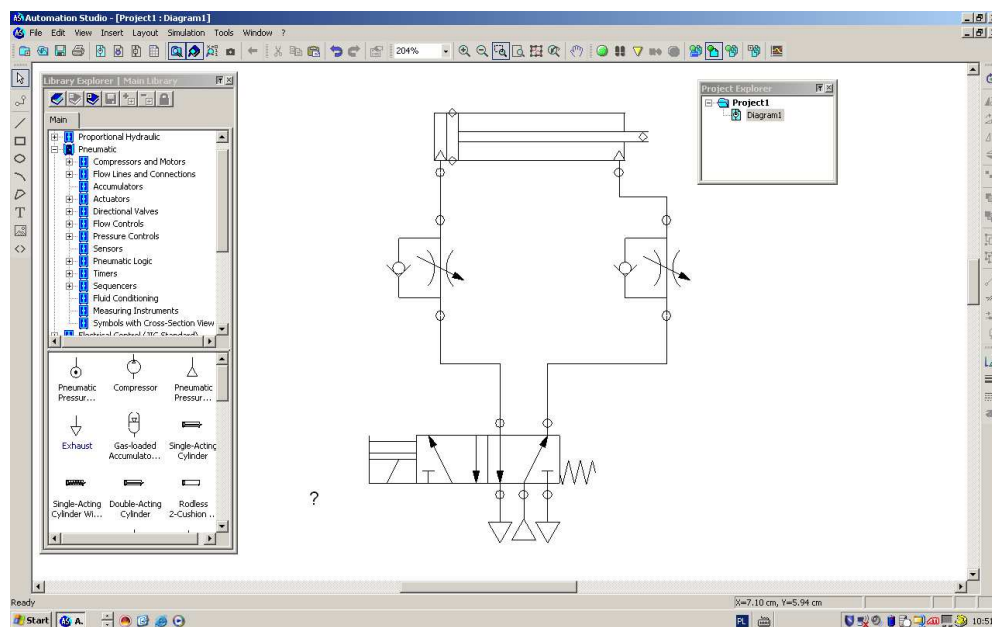 Automation Studio - [Project1 : Diagram1]
File Edit View Insert Layout Simulation Tools Window ?
204%
Library Explorer | Main Library
Main
Proportional Hydraulic
Pneumatic
Compressors and Motors
Flow Lines and Connections
Accumulators
Actuators
Directional Valves
Flow Controls
Pressure Controls
Sensors
Pneumatic Logic
Timers
Sequencers
Fluid Conditioning
Measuring Instruments
Symbols with Cross-Section View
Electrical Control (JIC Standard)
Pneumatic Pressur...
Compressor
Pneumatic Pressur...
Exhaust
Gas-loaded Accumulato...
Single-Acting Cylinder
Single-Acting Cylinder Wi...
Double-Acting Cylinder
Rodless 2-Cushion ..
Project Explorer
Project1
Diagram1
?
Ready
X=7.10 cm, Y=5.94 cm
Start
A.
PL
10:51